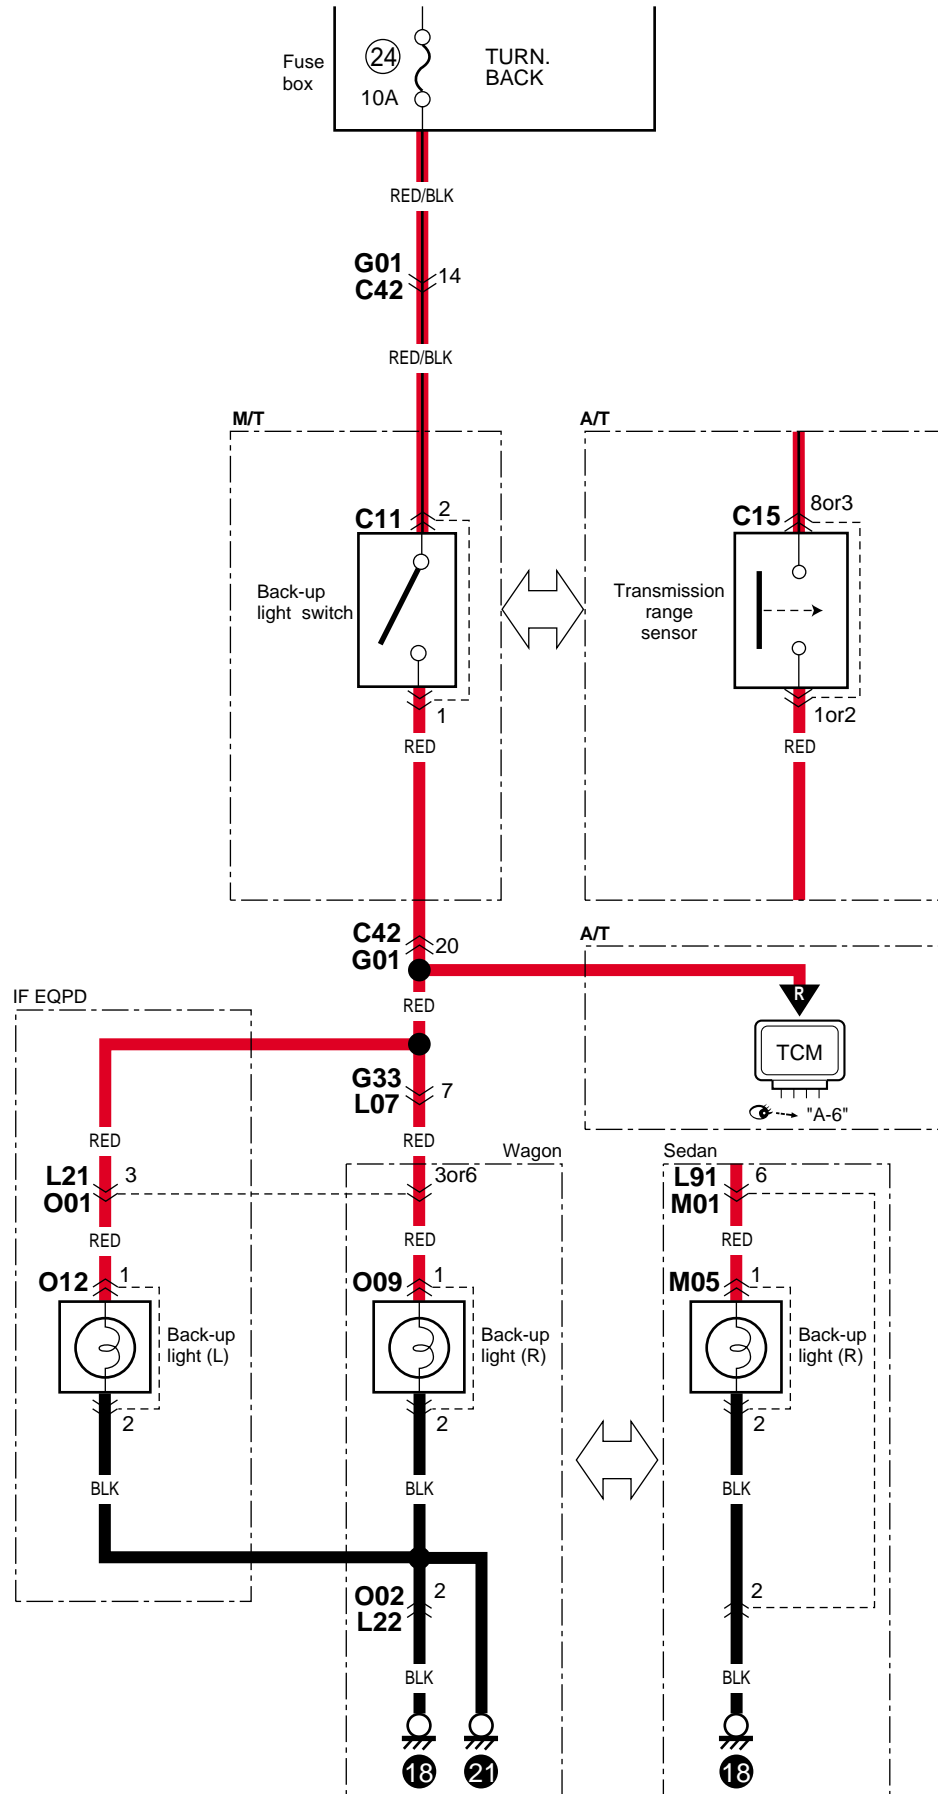 Fuse
box
24
10A
TURN.
BACK
RED/BLK
G01
C42
14
RED/BLK
M/T
A/T
C11
2
C15
8or3
Back-up
light switch
Transmission
range
sensor
1
1or2
RED
RED
C42
G01
20
A/T
IF EQPD
RED
R
TCM
"A-6"
G33
L07
7
RED
RED
Wagon
Sedan
L21
O01
3
3or6
L91
M01
6
RED
RED
RED
O12
1
O09
1
M05
1
Back-up
light (L)
Back-up
light (R)
Back-up
light (R)
2
2
2
BLK
BLK
BLK
O02
L22
2
2
BLK
BLK
18
21
18